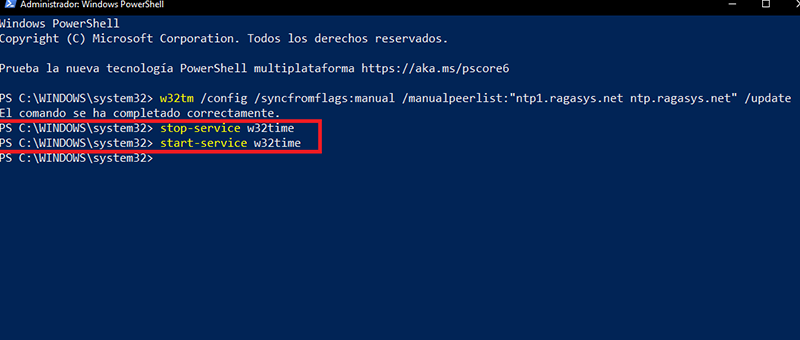 Administrador: Windows PowerShell
Windows PowerShell
Copyright (C) Microsoft Corporation. Todos los derechos reservados.
Prueba la nueva tecnología PowerShell multiplataforma https://aka.ms/pscore6
PS C:\WINDOWS\system32> w32tm /config /syncfromflags:manual /manualpeerlist:"ntp1.ragasys.net ntp.ragasys.net" /update
El comando se ha completado correctamente.
PS C:\WINDOWS\system32> stop-service w32time
PS C:\WINDOWS\system32> start-service w32time
PS C:\WINDOWS\system32>